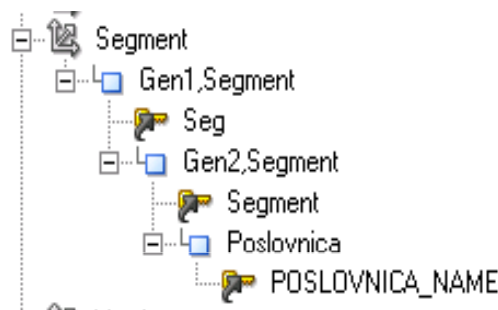 Segment
Gen1,Segment
Seg
Gen2,Segment
Segment
Poslovnica
POSLOVNICA_NAME